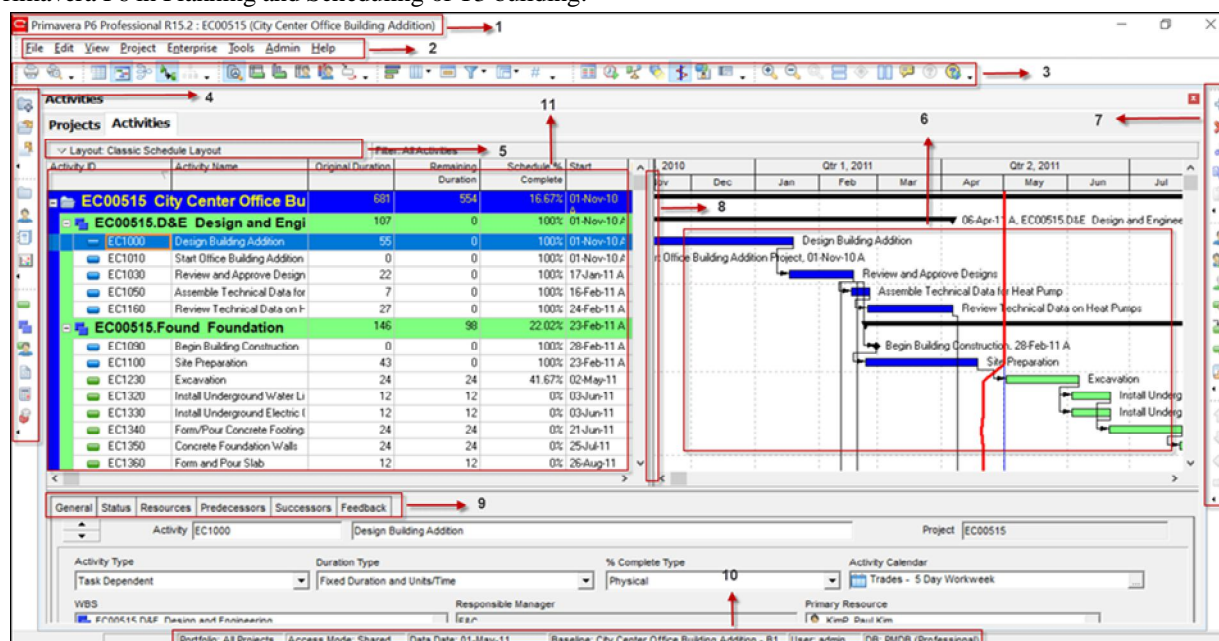 Primavera P6 in Planning and Scheduling of 13 building.
Primavera P6 Professional R15.2 : EC00515 (City Center Office Building Addition)
1
File Edit View Project Enterprise Tools Admin Help
2
3
Activities
4
11
6
7
Projects Activities
Layout: Classic Schedule Layout
Filter: All Activities
5
Activity ID Activity Name Original Duration Remaining Duration Schedule % Complete Start
2010 Qtr 1, 2011 Qtr 2, 2011
Nov Dec Jan Feb Mar Apr May Jun Jul
8
EC00515 City Center Office Bu 681 554 16.67% 01-Nov-10 A
EC00515.D&E Design and Engi 107 0 100% 01-Nov-10 A
06-Apr-11 A, EC00515.D&E Design and Enginee
EC1000 Design Building Addition 55 0 100% 01-Nov-10 A
Design Building Addition
EC1010 Start Office Building Addition 0 0 100% 01-Nov-10 A
t Office Building Addition Project, 01-Nov-10 A
EC1030 Review and Approve Design 22 0 100% 17-Jan-11 A
Review and Approve Designs
EC1050 Assemble Technical Data for 7 0 100% 16-Feb-11 A
Assemble Technical Data for Heat Pump
EC1160 Review Technical Data on H 27 0 100% 24-Feb-11 A
Review Technical Data on Heat Pumps
EC00515.Found Foundation 146 98 22.02% 23-Feb-11 A
EC1090 Begin Building Construction 0 0 100% 28-Feb-11 A
Begin Building Construction, 28-Feb-11 A
EC1100 Site Preparation 43 0 100% 23-Feb-11 A
Site Preparation
EC1230 Excavation 24 24 41.67% 02-May-11
Excavation
EC1320 Install Underground Water Li 12 12 0% 03-Jun-11
Install Underg
EC1330 Install Underground Electric ( 12 12 0% 03-Jun-11
Install Underg
EC1340 Form/Pour Concrete Footing: 24 24 0% 21-Jun-11
EC1350 Concrete Foundation Walls 24 24 0% 25-Jul-11
EC1360 Form and Pour Slab 12 12 0% 26-Aug-11
General Status Resources Predecessors Successors Feedback
9
Activity EC1000 Design Building Addition Project EC00515
Activity Type Duration Type % Complete Type Activity Calendar
10
Task Dependent Fixed Duration and Units/Time Physical Trades - 5 Day Workweek
WBS Responsible Manager Primary Resource
EC00515.D&E Design and Engineering E&C KimP. Paul Kim
Portfolio: All Projects Access Mode: Shared Data Date: 01-May-11 Baseline: City Center Office Building Addition - B1 User: admin DB: PMDB (Professional)